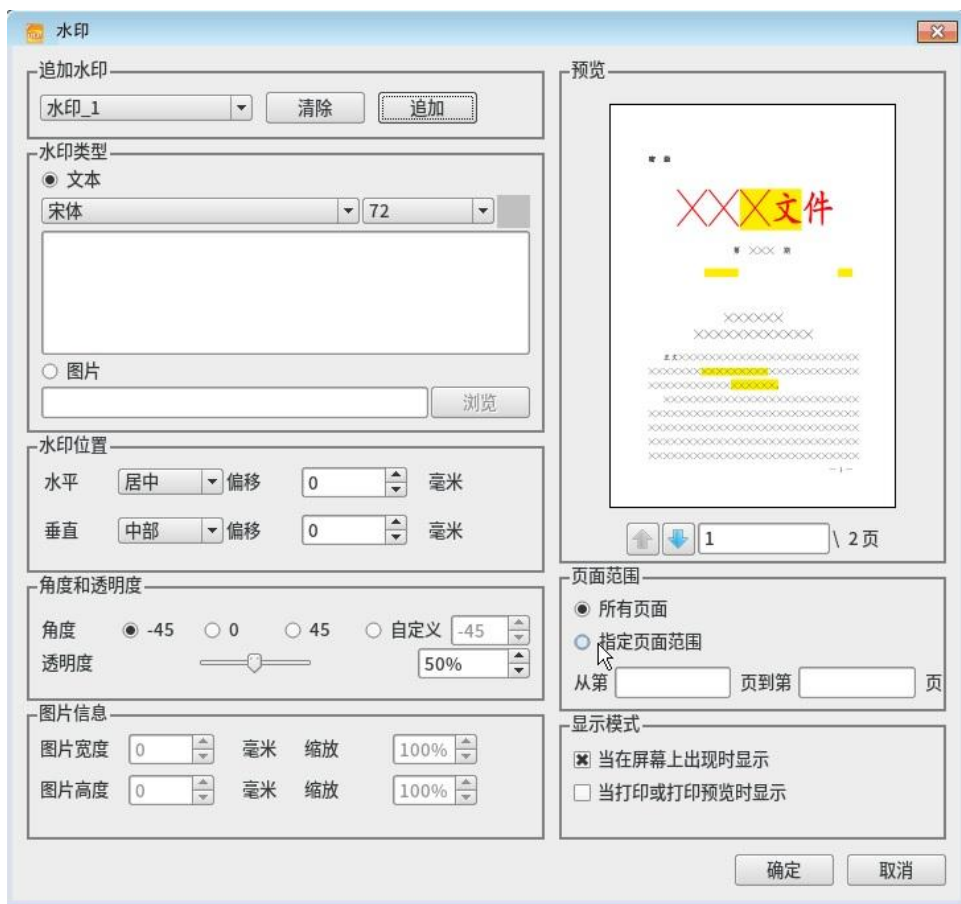 水印
追加水印
水印_1 清除 追加
水印类型
文本
宋体 72
图片
浏览
水印位置
水平 居中 偏移 0 毫米
垂直 中部 偏移 0 毫米
角度和透明度
角度 -45 0 45 自定义 -45
透明度 50%
图片信息
图片宽度 0 毫米 缩放 100%
图片高度 0 毫米 缩放 100%
预览
XXX文件
XXX
XXXXXX
XXXXXXXXXXXXX
1 \ 2页
页面范围
所有页面
指定页面范围
从第 页到第 页
显示模式
当在屏幕上出现时显示
当打印或打印预览时显示
确定 取消